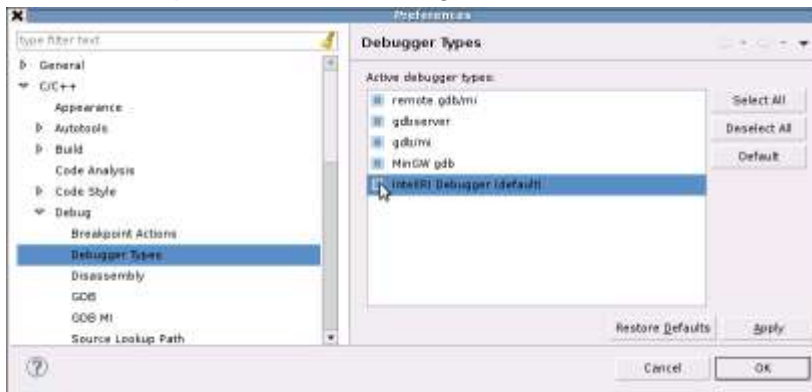 Preferences
type filter text
Debugger Types
General
C/C++
Appearance
Autotools
Build
Code Analysis
Code Style
Debug
Breakpoint Actions
Debugger Types
Disassembly
GDB
GDB MI
Source Lookup Path
Active debugger types:
remote gdb/mi
gdbserver
gdb/mi
MinGW gdb
Intel(R) Debugger (default)
Select All
Deselect All
Default
Restore Defaults
Apply
Cancel
OK